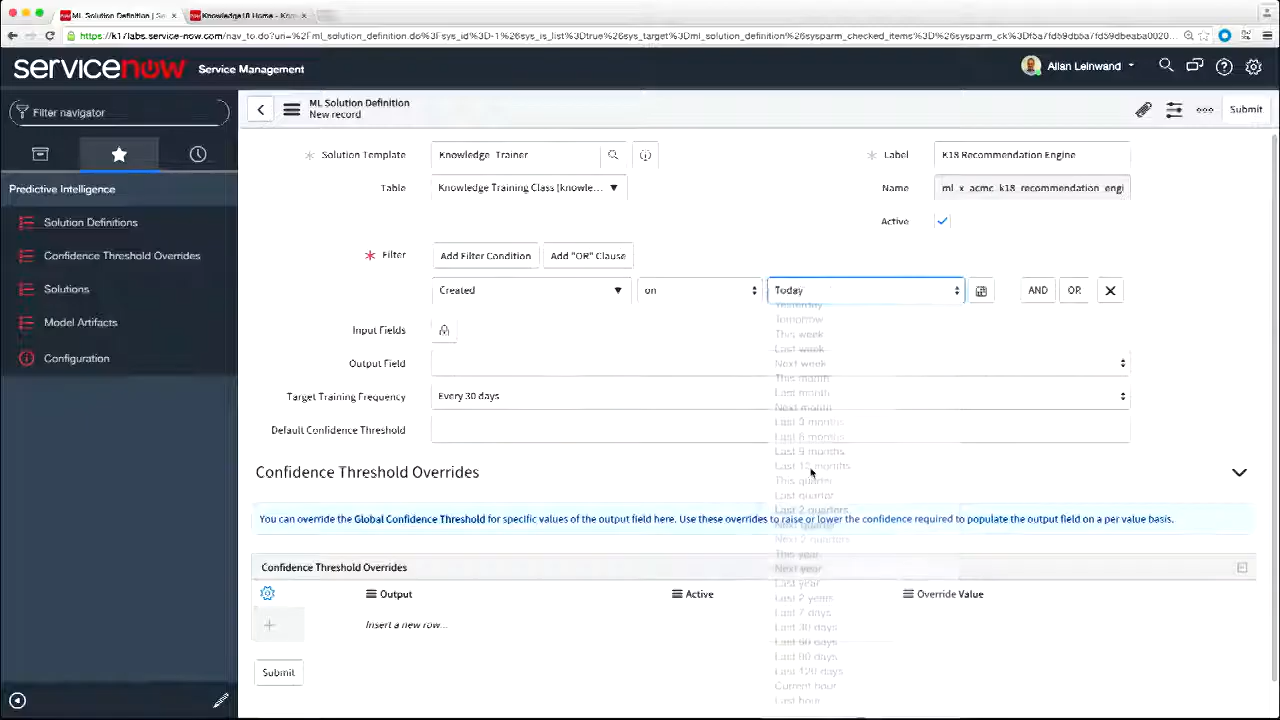 ML Solution Definition | Se
Knowledge18 Home - Know
https://k17labs.service-now.com/nav_to.do?uri=%2Fml_solution_definition.do%3Fsys_id%3D-1%26sys_is_list%3Dtrue%26sys_target%3Dml_solution_definition%26sysparm_checked_items%3D%26sysparm_ck%3D
servicenow Service Management
Allan Leinwand
Filter navigator
ML Solution Definition
New record
Submit
Solution Template
Knowledge Trainer
Label
K18 Recommendation Engine
Table
Knowledge Training Class [knowle...
Name
ml_x_acmc_k18_recommendation_engi
Active
Predictive Intelligence
Solution Definitions
Confidence Threshold Overrides
Solutions
Model Artifacts
Configuration
Filter
Add Filter Condition
Add "OR" Clause
Created
on
Today
AND
OR
Yesterday
Tomorrow
This week
Last week
Next week
This month
Last month
Next month
Last 3 months
Last 6 months
Last 9 months
Last 12 months
This quarter
Last quarter
Last 2 quarters
Next quarter
Next 2 quarters
This year
Next year
Last year
Last 2 years
Last 7 days
Last 30 days
Last 60 days
Last 90 days
Last 120 days
Current hour
Last hour
Input Fields
Output Field
Target Training Frequency
Every 30 days
Default Confidence Threshold
Confidence Threshold Overrides
You can override the Global Confidence Threshold for specific values of the output field here. Use these overrides to raise or lower the confidence required to populate the output field on a per value basis.
Confidence Threshold Overrides
Output
Active
Override Value
Insert a new row...
Submit